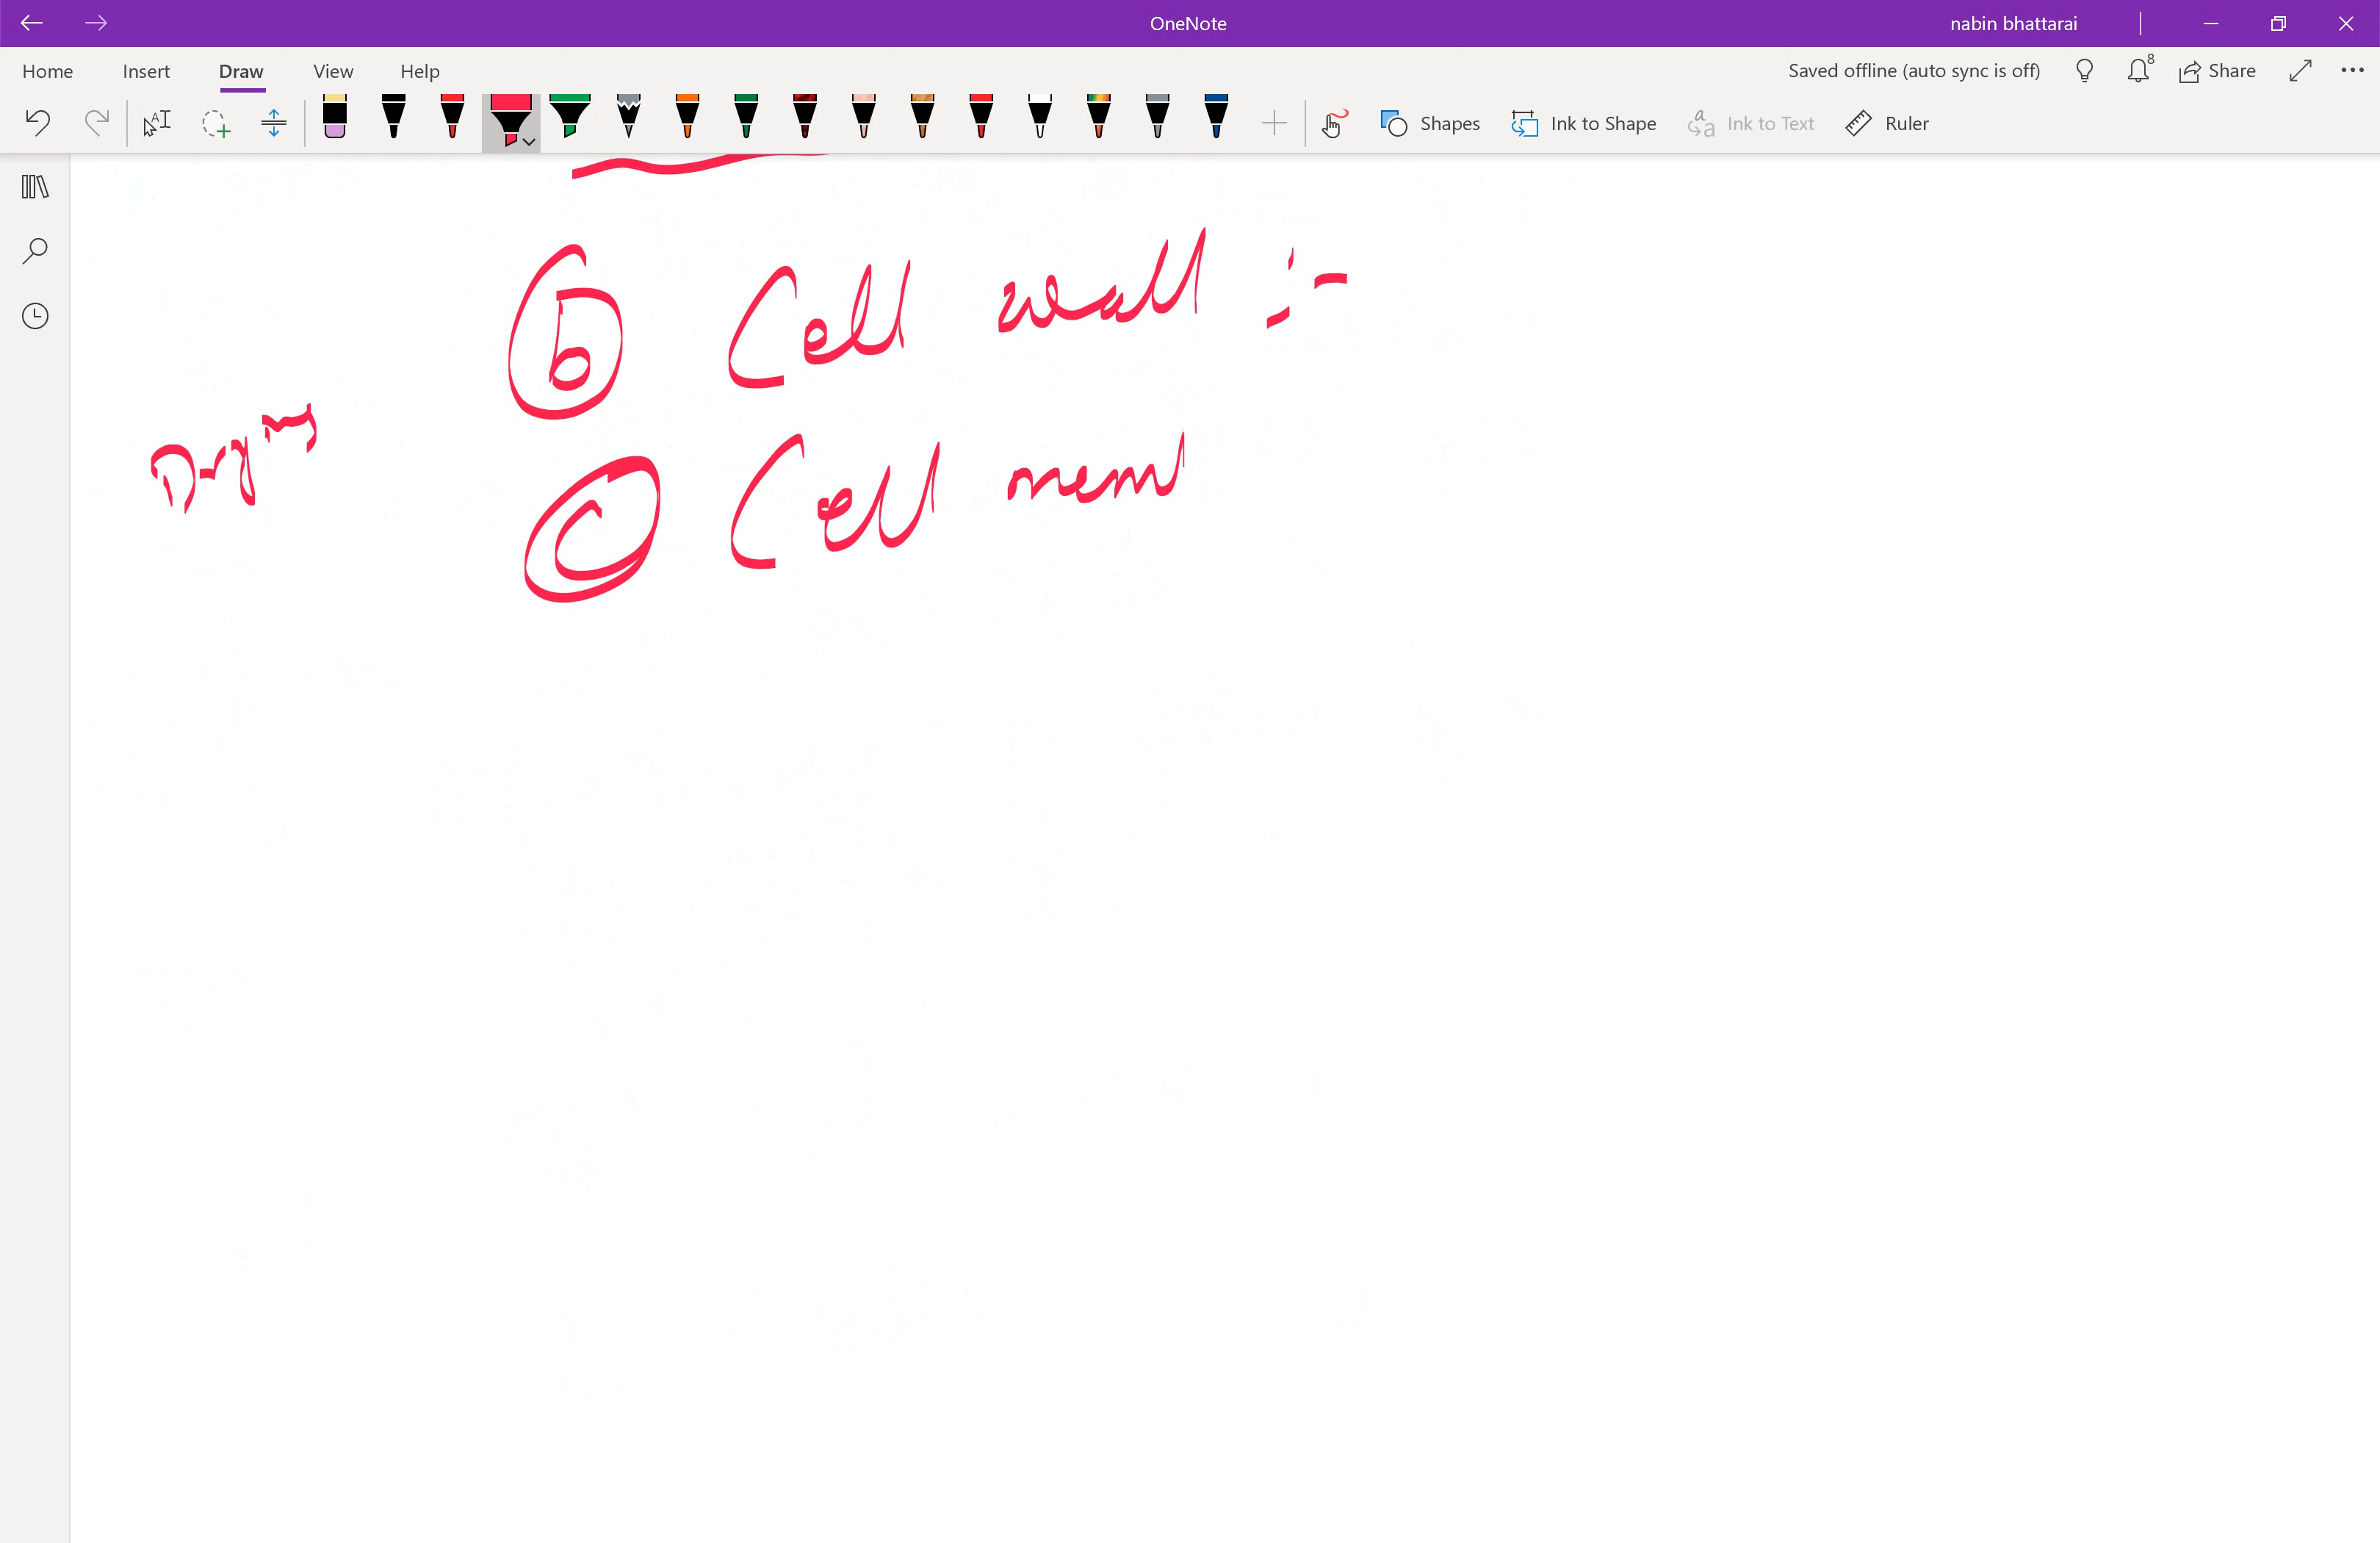 OneNote
nabin bhattarai
Home Insert Draw View Help
Saved offline (auto sync is off)
8
Share
Shapes
Ink to Shape
Ink to Text
Ruler
b Cell wall :-
C Cell mem